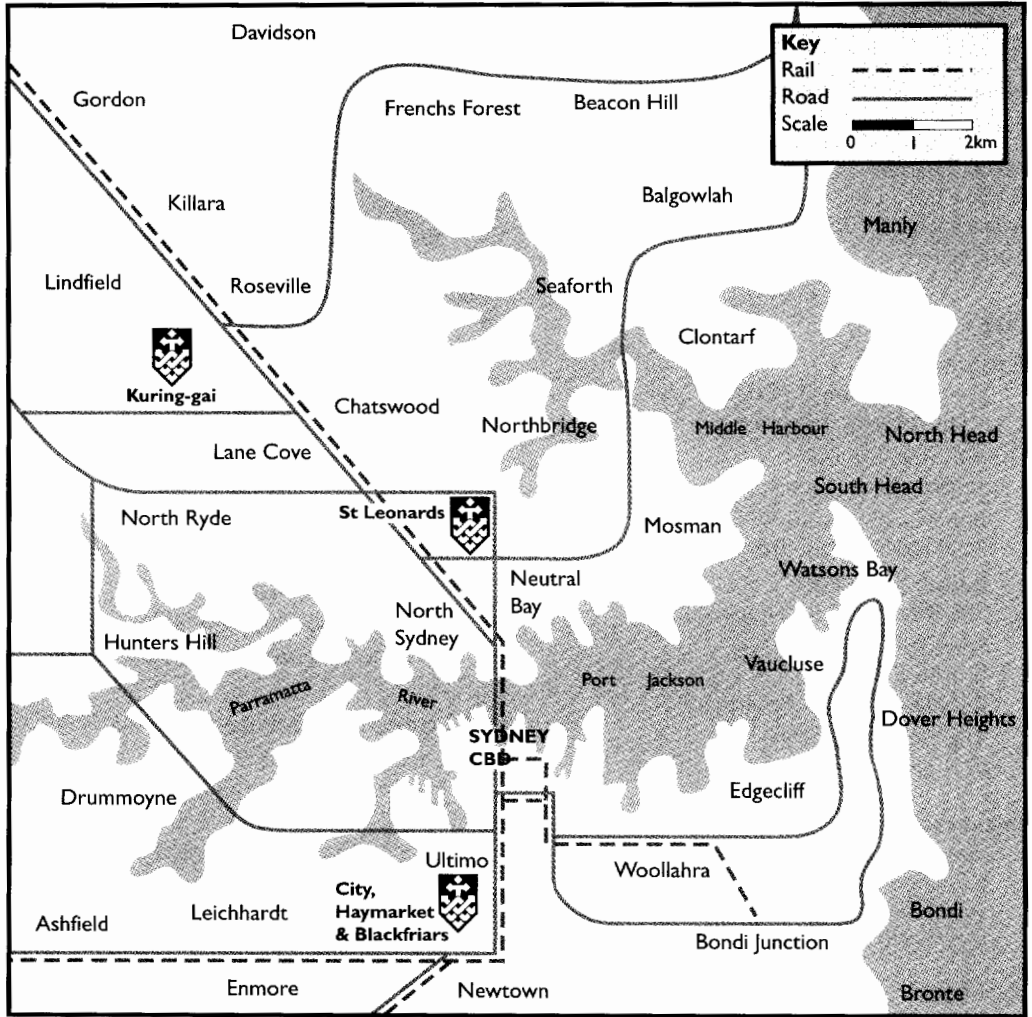 Davidson
Key
Rail
Road
Scale
0 1 2km
Gordon
Frenchs Forest
Beacon Hill
Killara
Balgowlah
Manly
Lindfield
Roseville
Seaforth
Clontarf
Kuring-gai
Chatswood
Northbridge
Middle Harbour
North Head
Lane Cove
South Head
North Ryde
St Leonards
Mosman
Watsons Bay
Neutral
Bay
North
Sydney
Hunters Hill
Vaucluse
Parramatta
River
Port Jackson
Dover Heights
SYDNEY
CBD
Edgecliff
Drummoyne
Ultimo
Woollahra
City,
Haymarket
& Blackfriars
Leichhardt
Ashfield
Bondi
Bondi Junction
Enmore
Newtown
Bronte